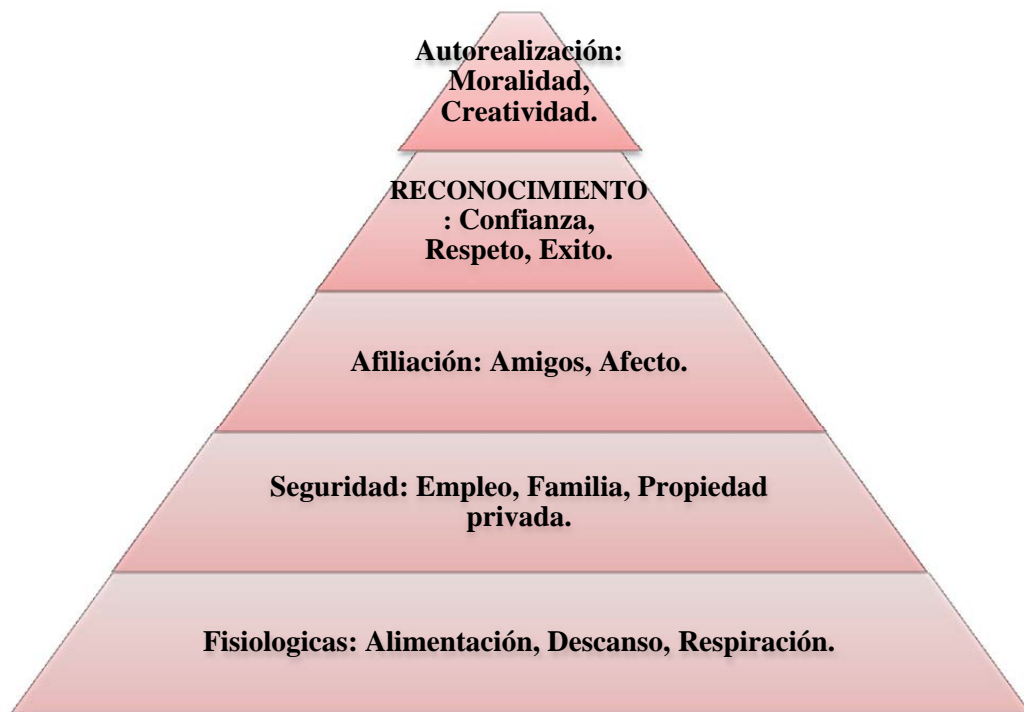 Autorealización:
Moralidad,
Creatividad.
RECONOCIMIENTO
: Confianza,
Respeto, Exito.
Afiliación: Amigos, Afecto.
Seguridad: Empleo, Familia, Propiedad
privada.
Fisiologicas: Alimentación, Descanso, Respiración.